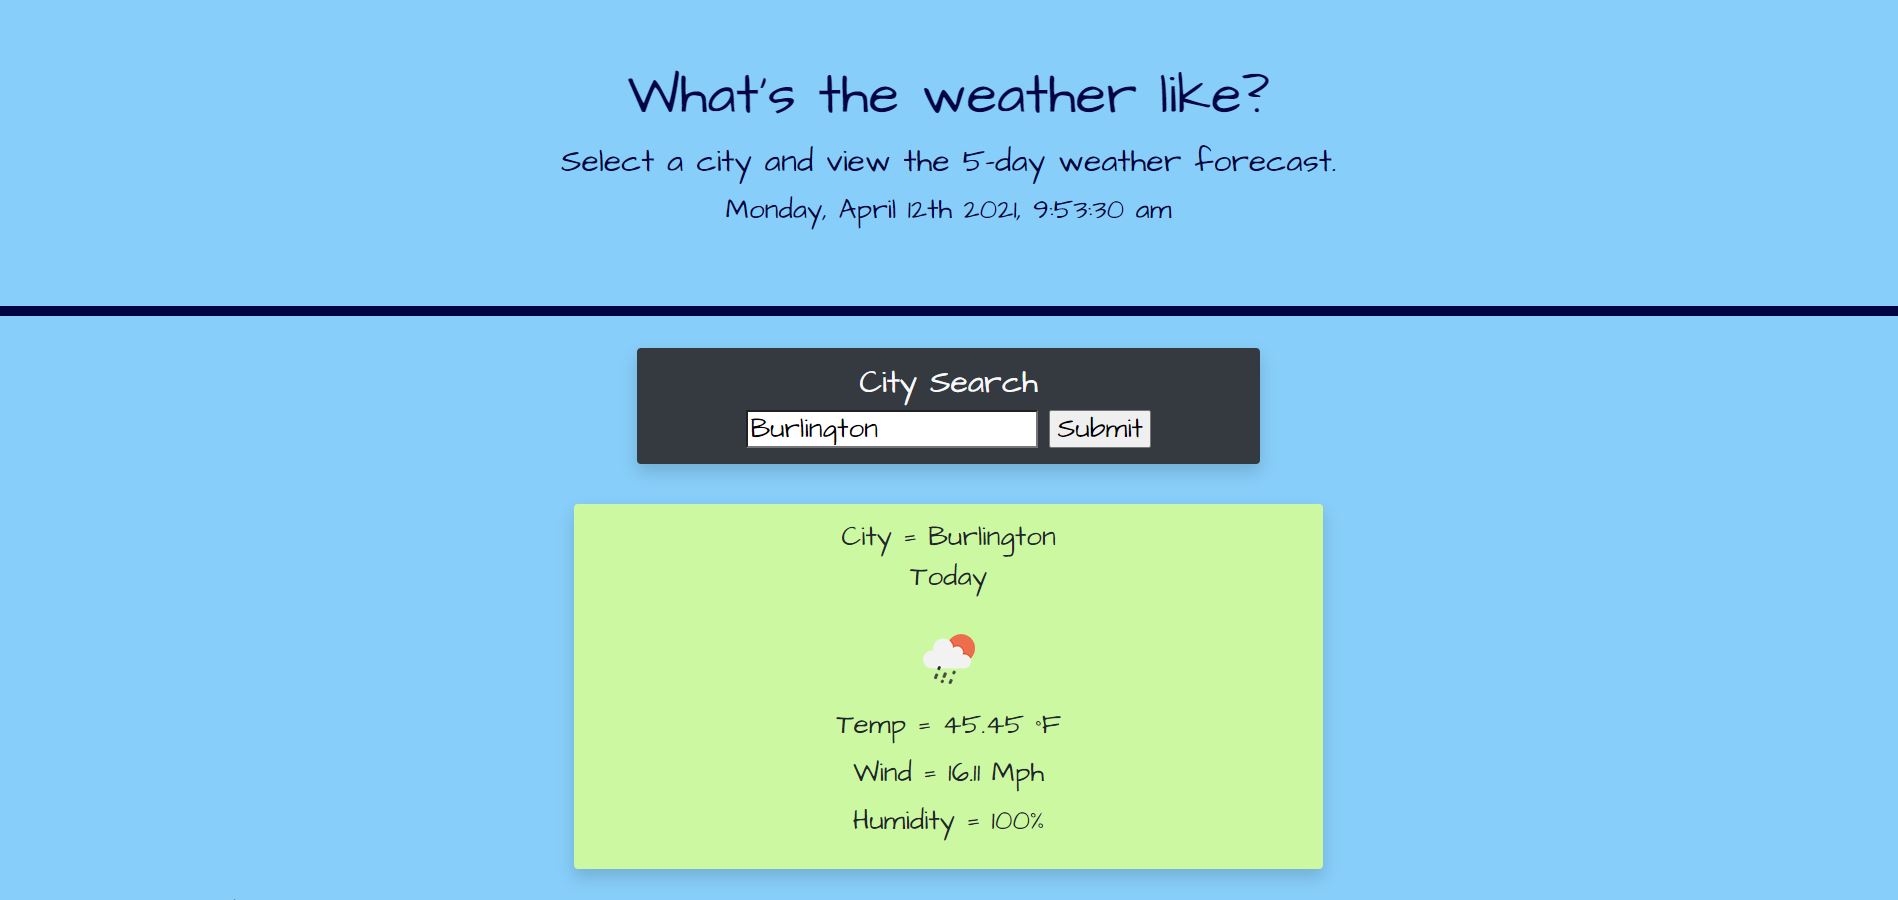 What's the weather like?
Select a city and view the 5-day weather forecast.
Monday, April 12th 2021, 9:53:30 am
City Search
Burlington Submit
City = Burlington
Today
Temp = 45.45 °F
Wind = 16.11 Mph
Humidity = 100%